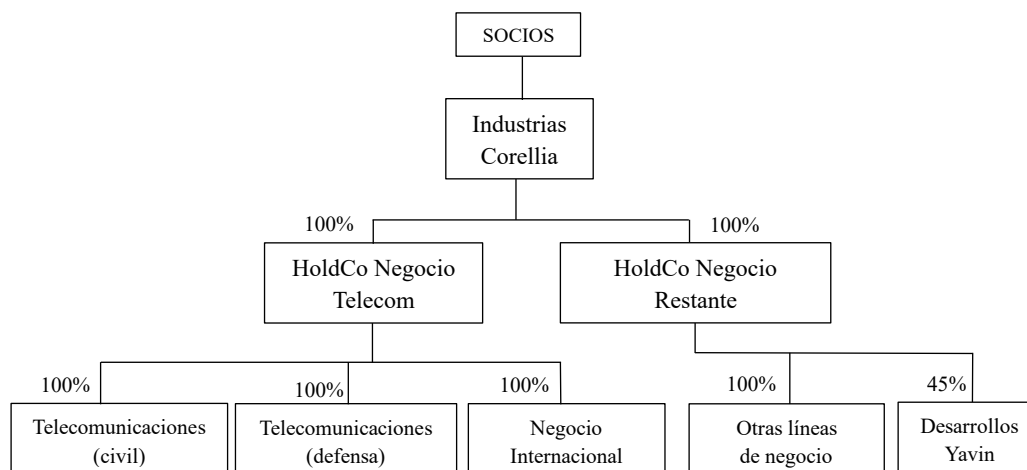 SOCIOS
Industrias
Corellia
100%
100%
HoldCo Negocio
Telecom
HoldCo Negocio
Restante
100%
100%
100%
100%
45%
Telecomunicaciones
(civil)
Telecomunicaciones
(defensa)
Negocio
Internacional
Otras líneas
de negocio
Desarrollos
Yavin